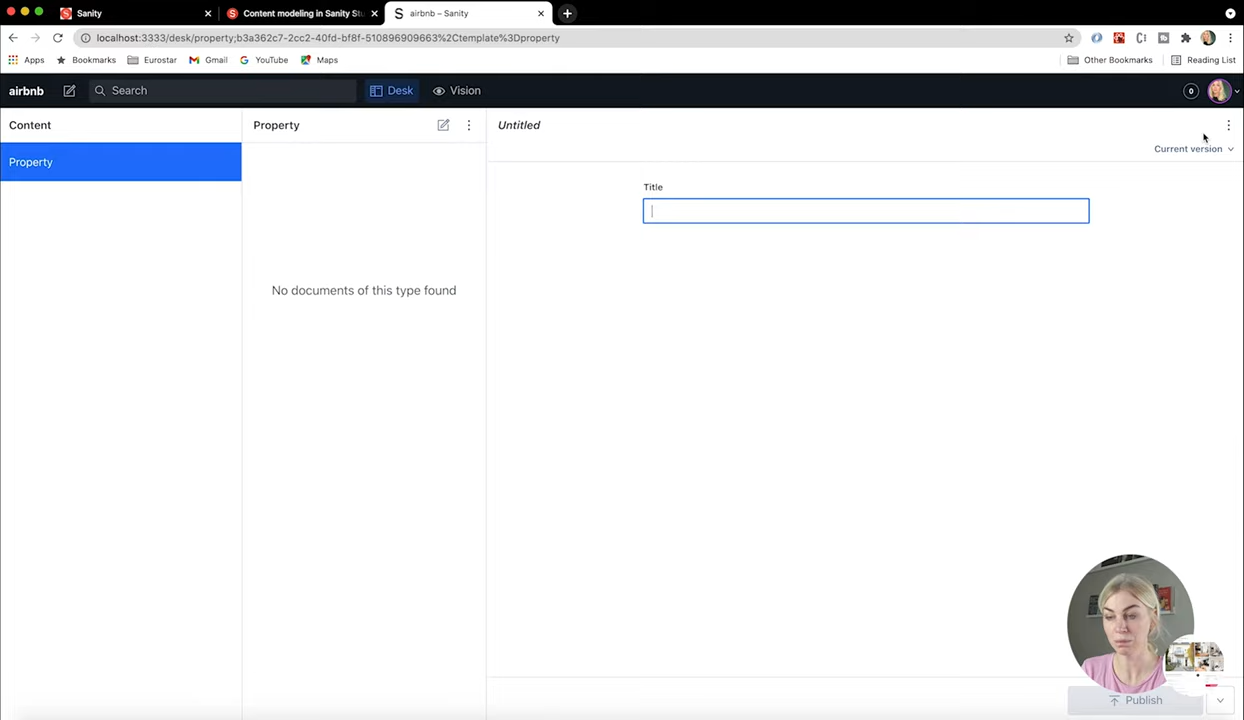 Sanity
Content modeling in Sanity Stu
airbnb – Sanity
localhost:3333/desk/property;b3a362c7-2cc2-40fd-bf8f-510896909663%2Ctemplate%3Dproperty
Apps
Bookmarks
Eurostar
Gmail
YouTube
Maps
Other Bookmarks
Reading List
airbnb
Search
Desk
Vision
0
Content
Property
Untitled
Current version
Property
Title
No documents of this type found
Publish